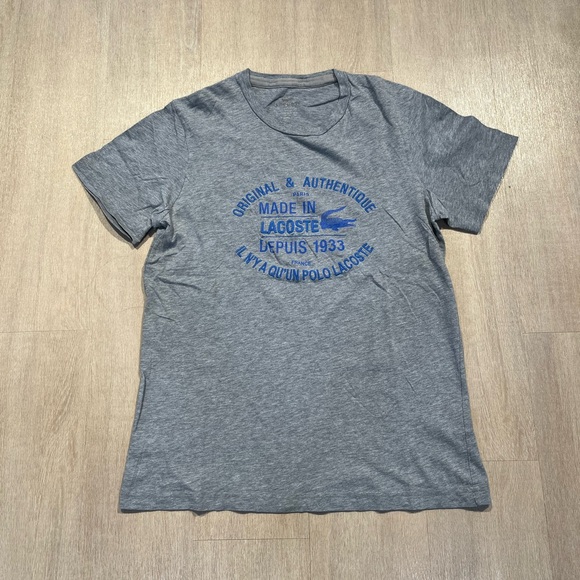 ORIGINAL & AUTHENTIQUE
PARIS
MADE IN
LACOSTE
DEPUIS 1933
FRANCE
IL N'Y A QU'UN POLO LACOSTE